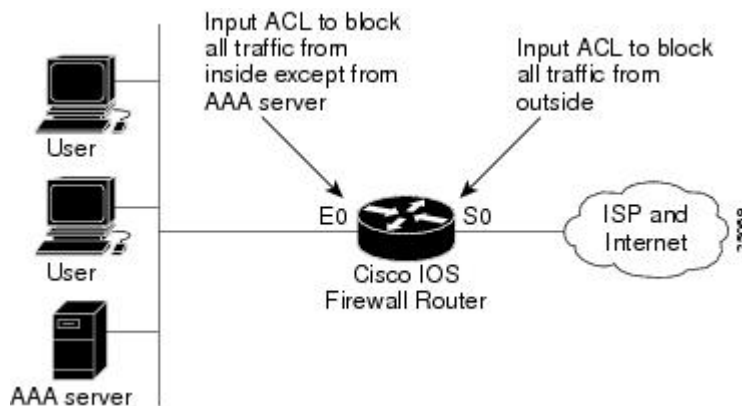 Input ACL to block
all traffic from
inside except from
AAA server
Input ACL to block
all traffic from
outside
User
E0
S0
ISP and
Internet
User
Cisco IOS
Firewall Router
AAA server